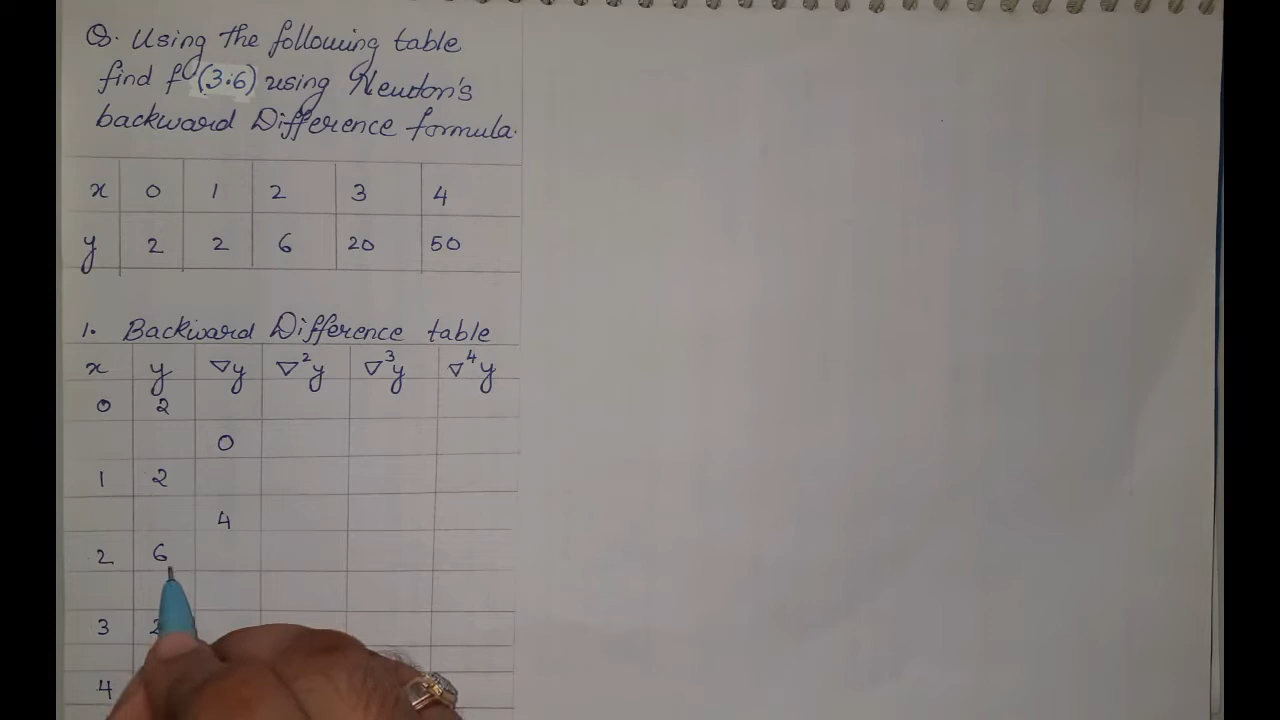 Q. Using the following table
find f (3.6) using Newton's
backward Difference formula.
x 0 1 2 3 4
y 2 2 6 20 50
1. Backward Difference table
x y ▽y ▽²y ▽³y ▽⁴y
0 2
0
1 2
4
2 6
3
4